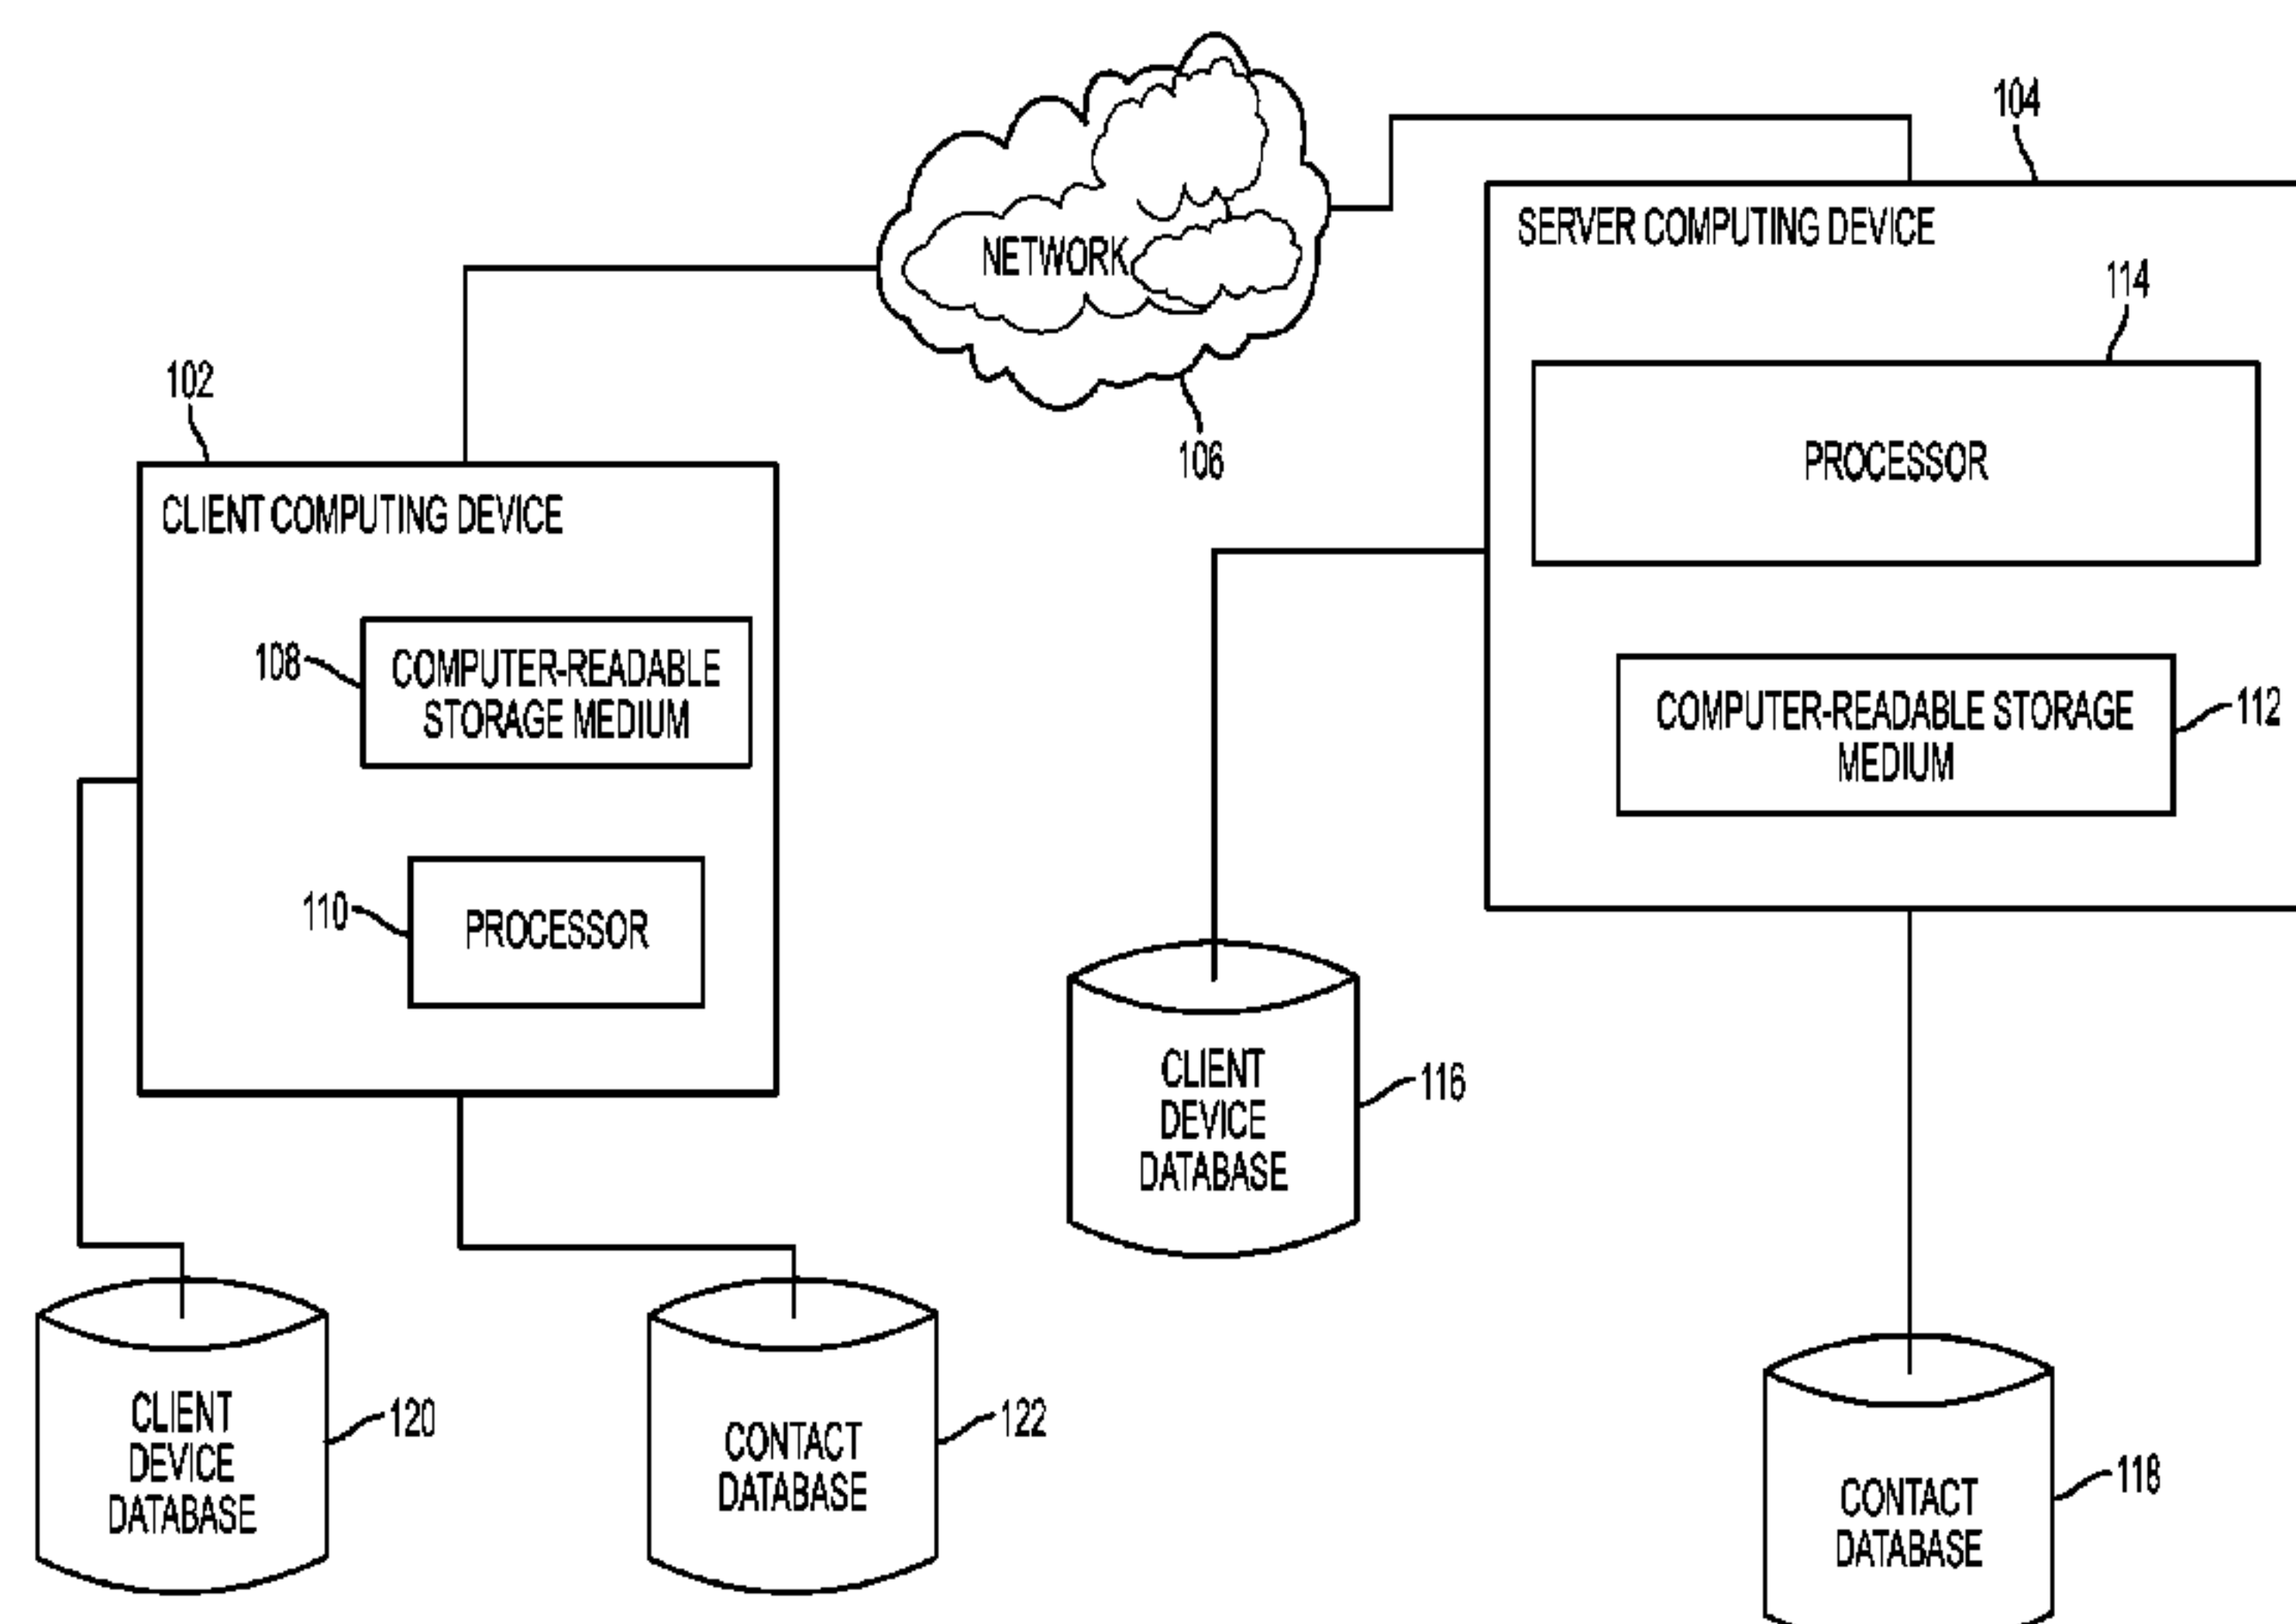 104
SERVER COMPUTING DEVICE
114
NETWORK
102
106
PROCESSOR
CLIENT COMPUTING DEVICE
108
COMPUTER-READABLE
STORAGE MEDIUM
COMPUTER-READABLE STORAGE
MEDIUM
112
110
PROCESSOR
CLIENT
DEVICE
DATABASE
116
CLIENT
DEVICE
DATABASE
120
CONTACT
DATABASE
122
CONTACT
DATABASE
118